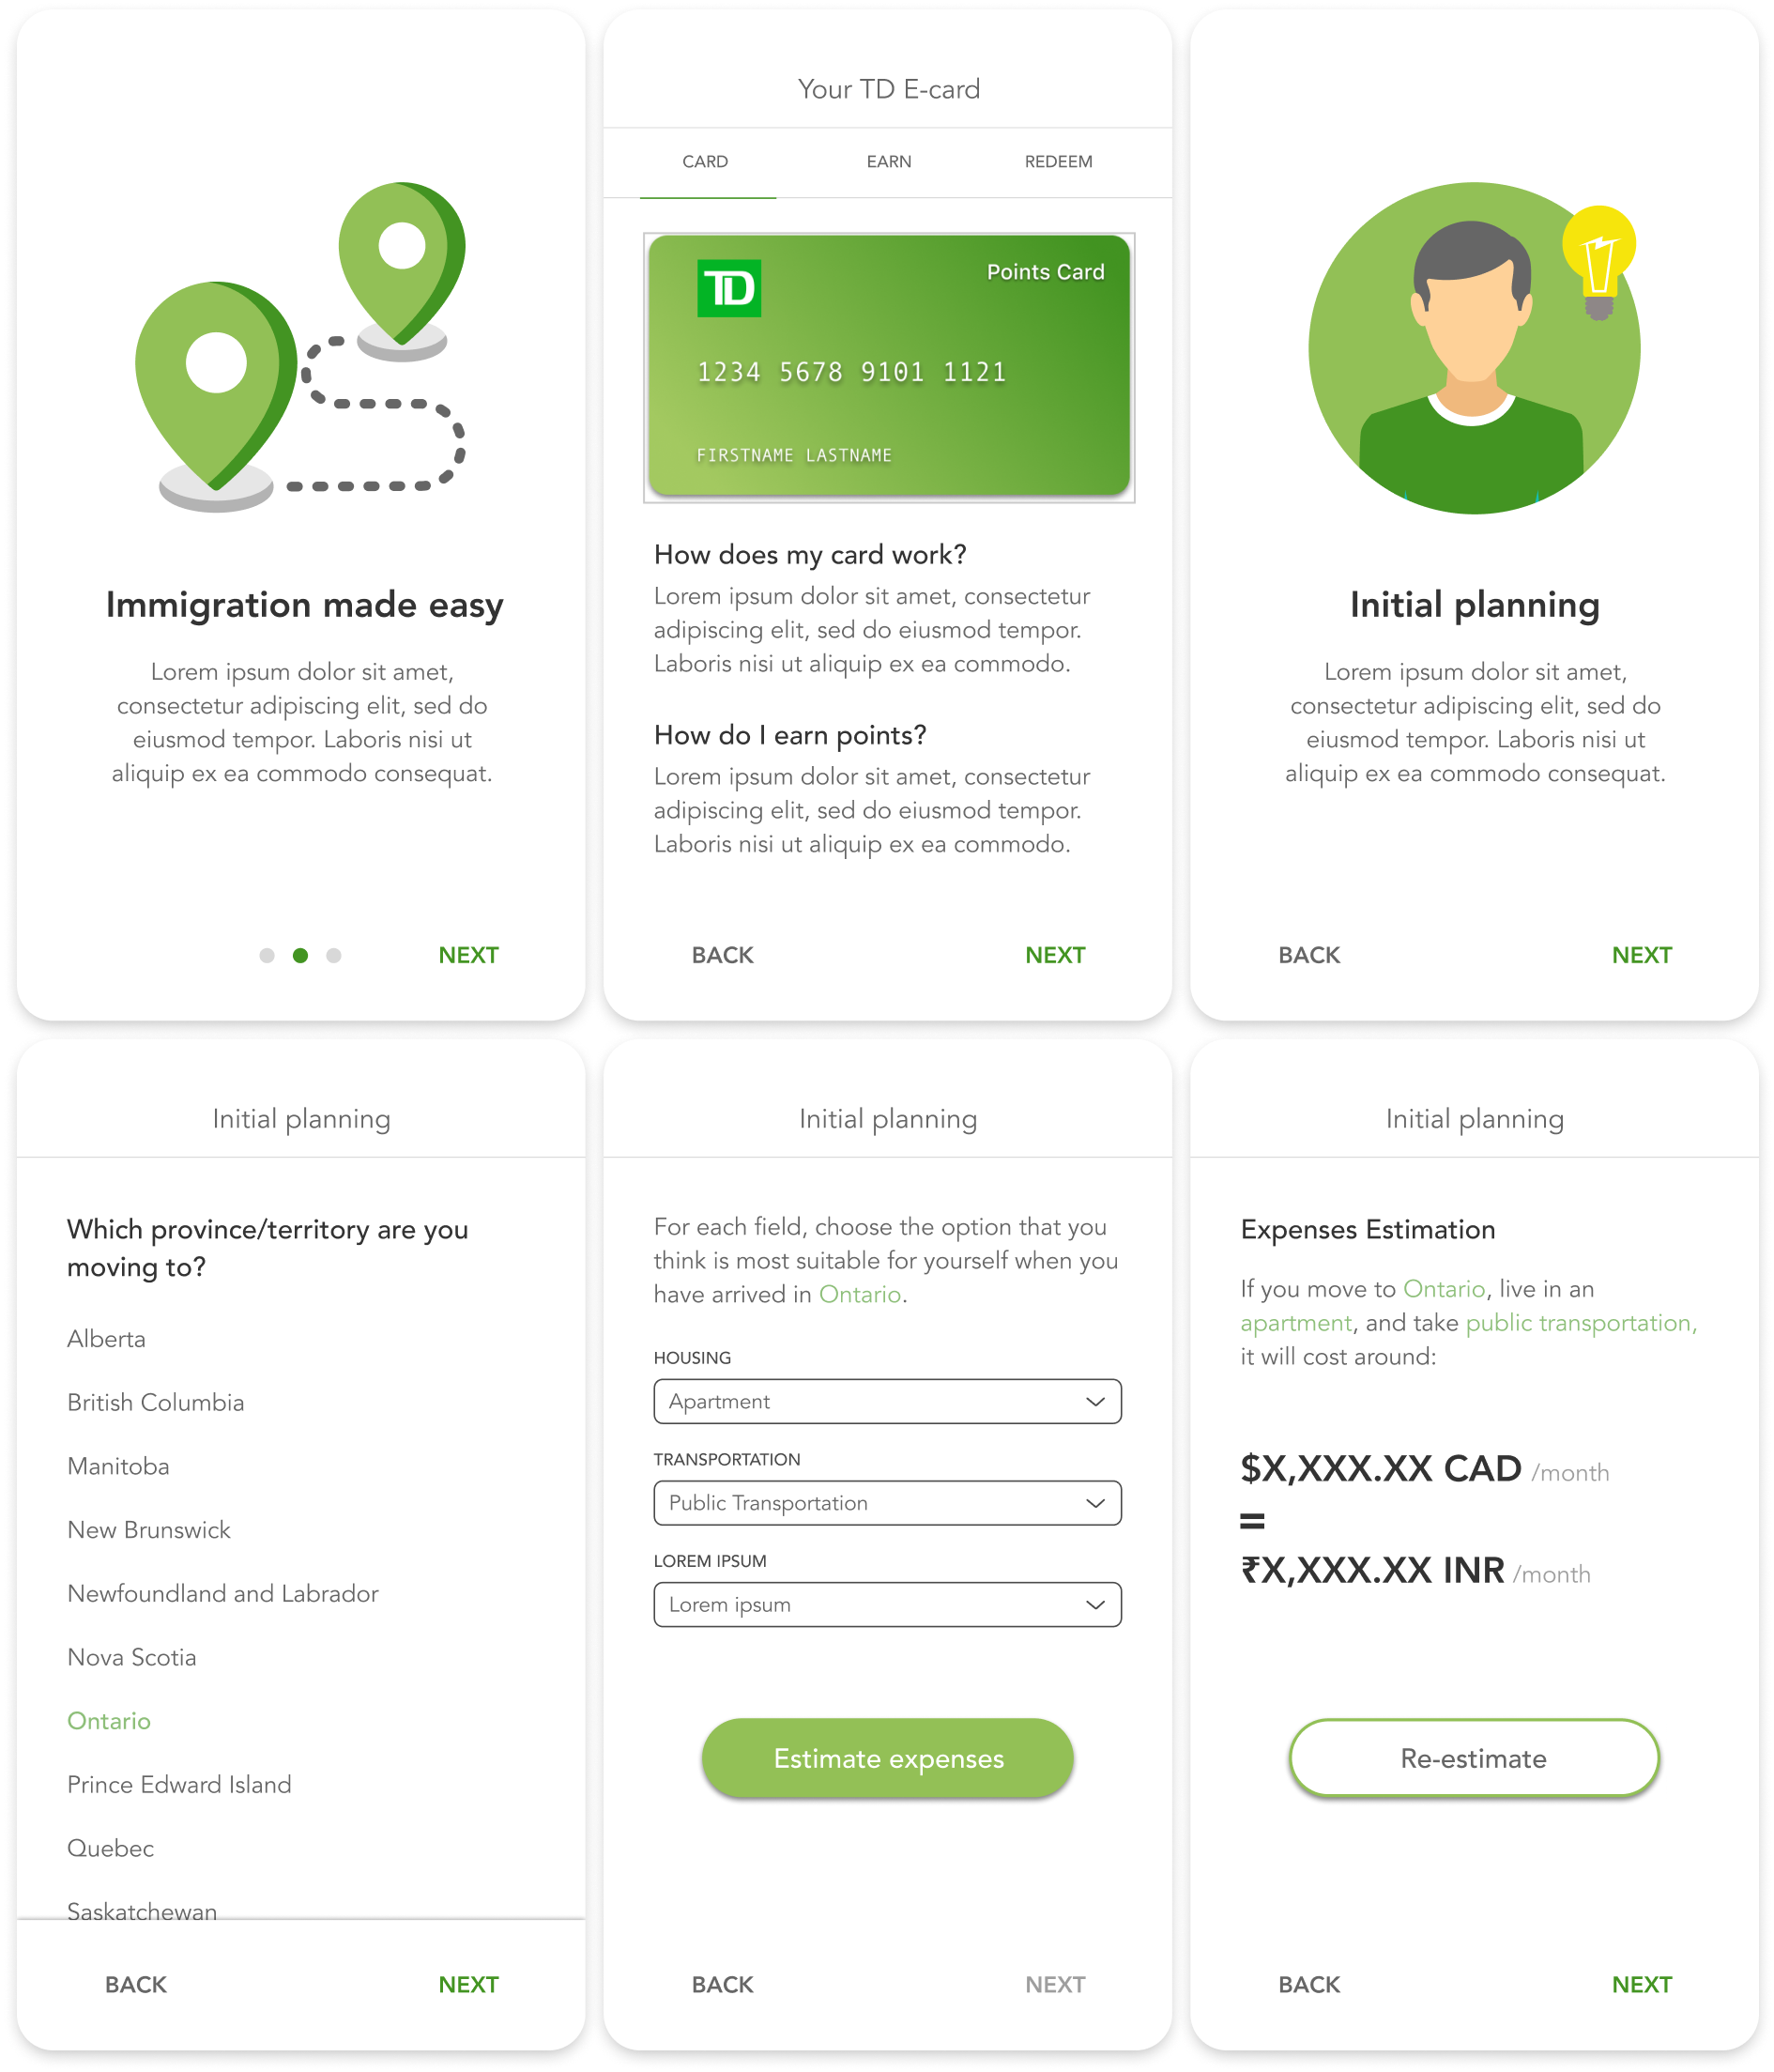 Immigration made easy
Lorem ipsum dolor sit amet,
consectetur adipiscing elit, sed do
eiusmod tempor. Laboris nisi ut
aliquip ex ea commodo consequat.
NEXT
Your TD E-card
CARD EARN REDEEM
TD
Points Card
1234 5678 9101 1121
FIRSTNAME LASTNAME
How does my card work?
Lorem ipsum dolor sit amet, consectetur
adipiscing elit, sed do eiusmod tempor.
Laboris nisi ut aliquip ex ea commodo.
How do I earn points?
Lorem ipsum dolor sit amet, consectetur
adipiscing elit, sed do eiusmod tempor.
Laboris nisi ut aliquip ex ea commodo.
BACK NEXT
Initial planning
Lorem ipsum dolor sit amet,
consectetur adipiscing elit, sed do
eiusmod tempor. Laboris nisi ut
aliquip ex ea commodo consequat.
BACK NEXT
Initial planning
Which province/territory are you
moving to?
Alberta
British Columbia
Manitoba
New Brunswick
Newfoundland and Labrador
Nova Scotia
Ontario
Prince Edward Island
Quebec
Saskatchewan
BACK NEXT
Initial planning
For each field, choose the option that you
think is most suitable for yourself when you
have arrived in Ontario.
HOUSING
Apartment
TRANSPORTATION
Public Transportation
LOREM IPSUM
Lorem ipsum
Estimate expenses
BACK NEXT
Initial planning
Expenses Estimation
If you move to Ontario, live in an
apartment, and take public transportation,
it will cost around:
$X,XXX.XX CAD /month
=
₹X,XXX.XX INR /month
Re-estimate
BACK NEXT